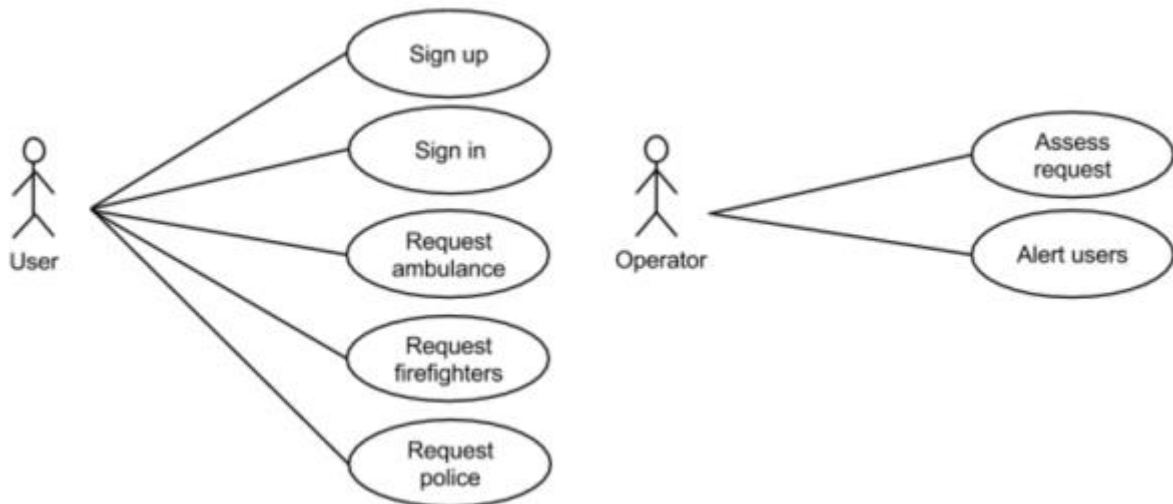 Sign up
Sign in
User
Request
ambulance
Request
firefighters
Request
police
Operator
Assess
request
Alert users